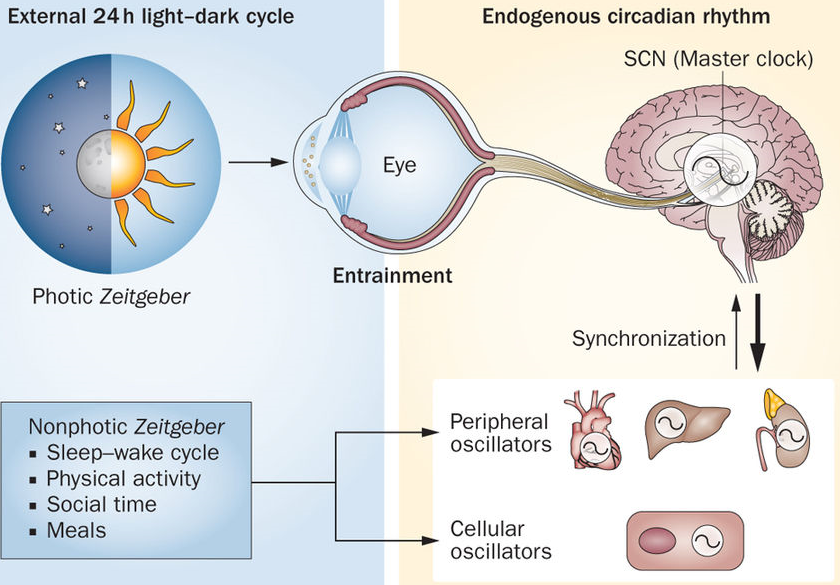 External 24 h light–dark cycle
Endogenous circadian rhythm
SCN (Master clock)
Eye
Entrainment
Photic Zeitgeber
Synchronization
Nonphotic Zeitgeber
▪ Sleep–wake cycle
▪ Physical activity
▪ Social time
▪ Meals
Peripheral
oscillators
Cellular
oscillators